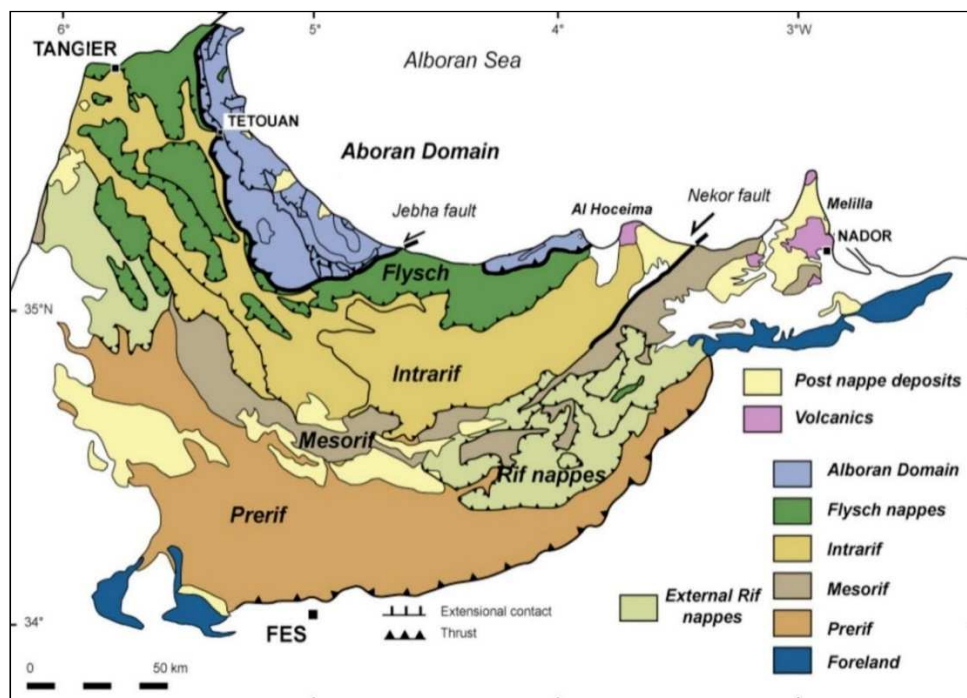 6°
5°
4°
3°W
TANGIER
Alboran Sea
TETOUAN
Aboran Domain
Nekor fault
Jebha fault
Al Hoceima
Melilla
NADOR
Flysch
35°N
Intrarif
Mesorif
Rif nappes
Prerif
34°
FES
0
50 km
Extensional contact
Thrust
Post nappe deposits
Volcanics
Alboran Domain
Flysch nappes
Intrarif
Mesorif
External Rif
nappes
Prerif
Foreland